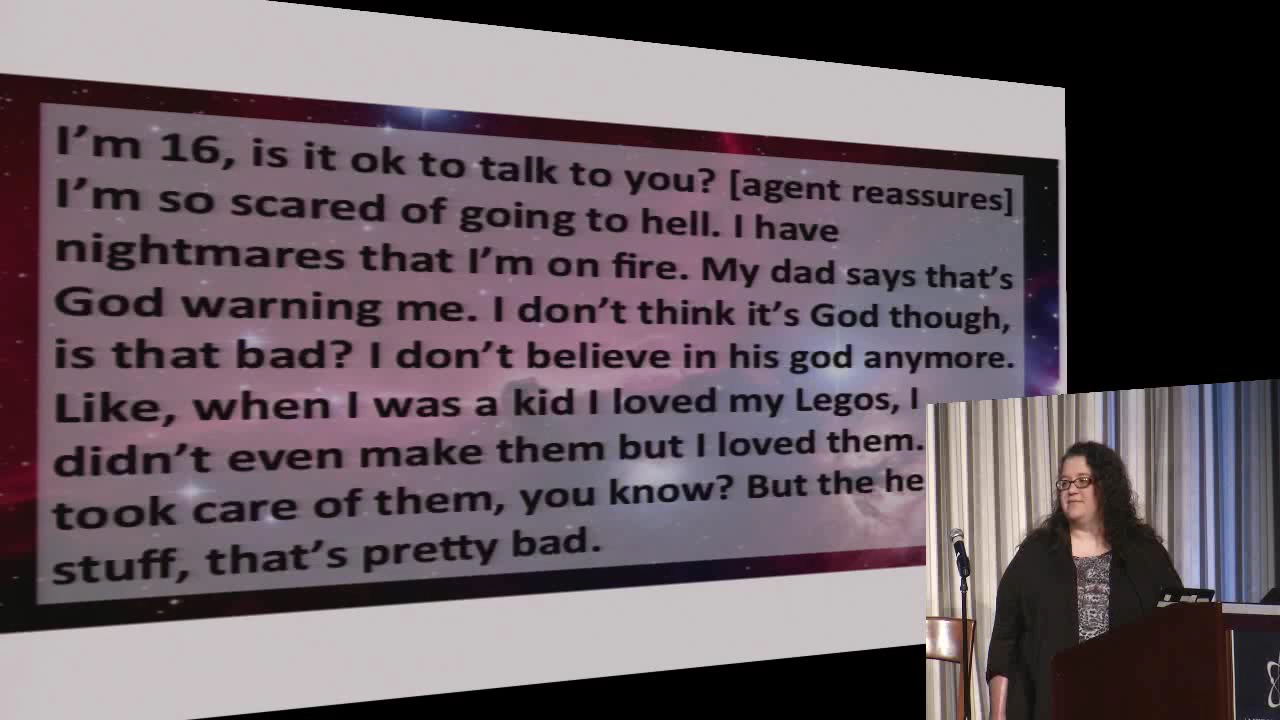 I’m 16, is it ok to talk to you? [agent reassures]
I’m so scared of going to hell. I have
nightmares that I’m on fire. My dad says that’s
God warning me. I don’t think it’s God though,
is that bad? I don’t believe in his god anymore.
Like, when I was a kid I loved my Legos, I
didn’t even make them but I loved them.
took care of them, you know? But the he
stuff, that’s pretty bad.